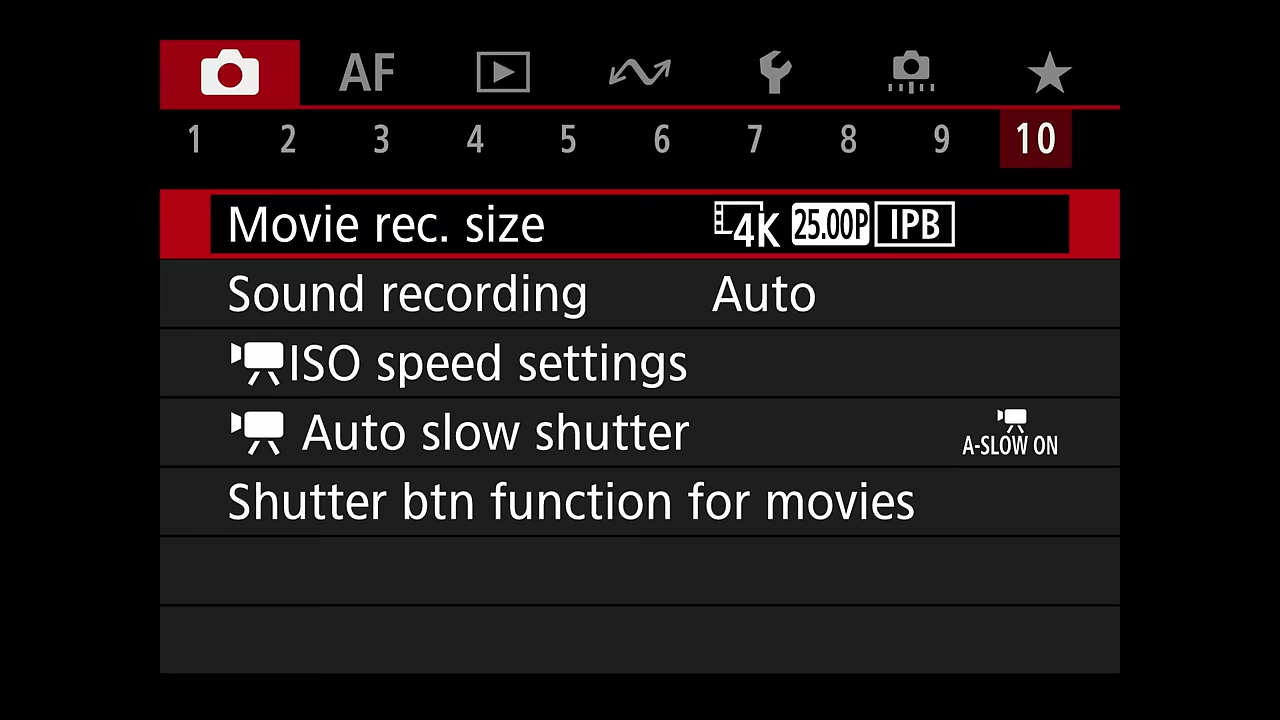 AF
1 2 3 4 5 6 7 8 9 10
Movie rec. size 4K 25.00P IPB
Sound recording Auto
ISO speed settings
Auto slow shutter A-SLOW ON
Shutter btn function for movies